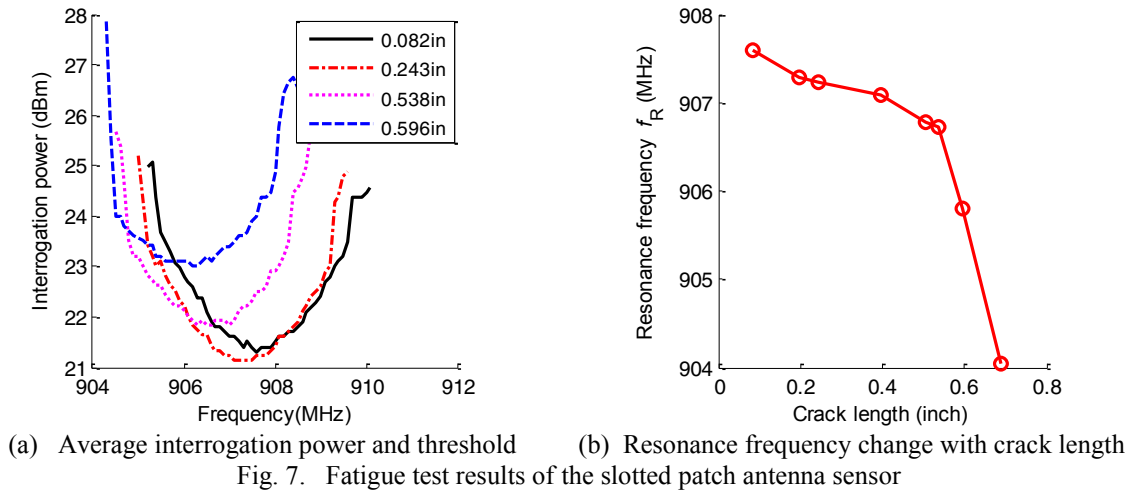 28
27
26
25
24
23
22
21
904 906 908 910 912
Interrogation power (dBm)
Frequency(MHz)
0.082in
0.243in
0.538in
0.596in
908
907
906
905
904
0 0.2 0.4 0.6 0.8
Resonance frequency fR (MHz)
Crack length (inch)
(a) Average interrogation power and threshold
(b) Resonance frequency change with crack length
Fig. 7. Fatigue test results of the slotted patch antenna sensor